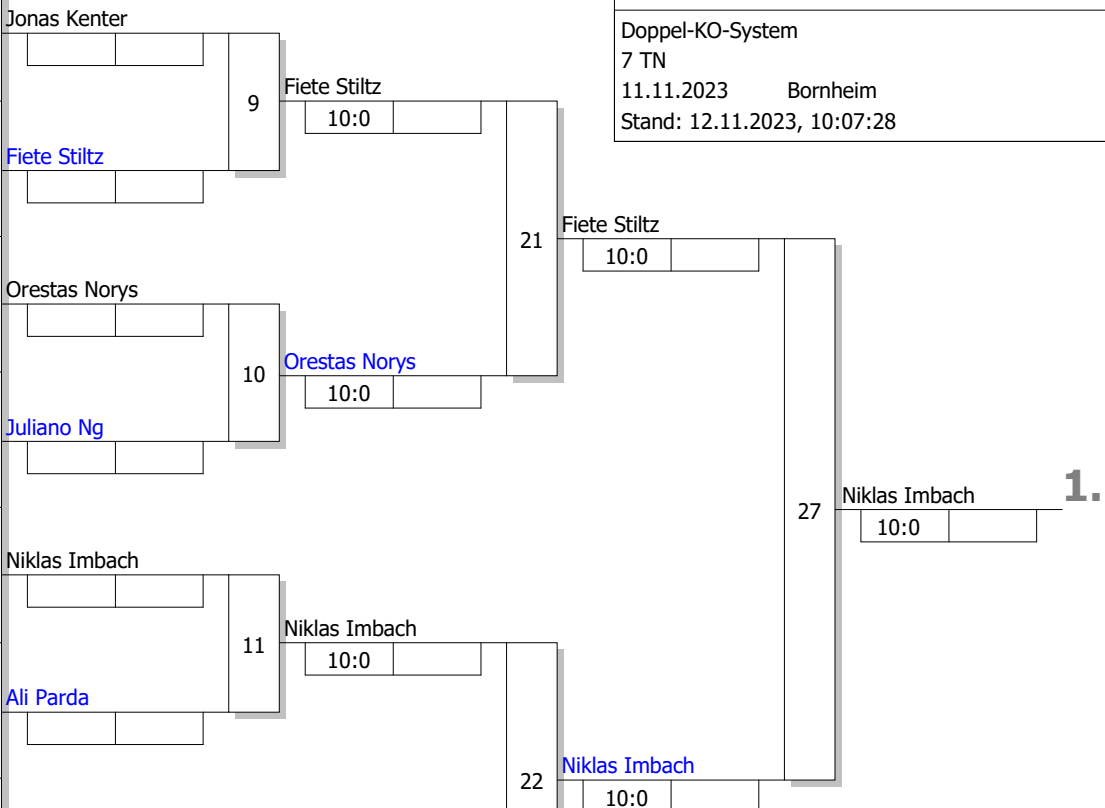 Jonas Kenter
Doppel-KO-System
7 TN
Fiete Stiltz
9
11.11.2023 Bornheim
10:0
Stand: 12.11.2023, 10:07:28
Fiete Stiltz
Fiete Stiltz
21
10:0
Orestas Norys
Orestas Norys
10
10:0
Juliano Ng
Niklas Imbach
1.
27
10:0
Niklas Imbach
Niklas Imbach
11
10:0
Ali Parda
Niklas Imbach
22
10:0